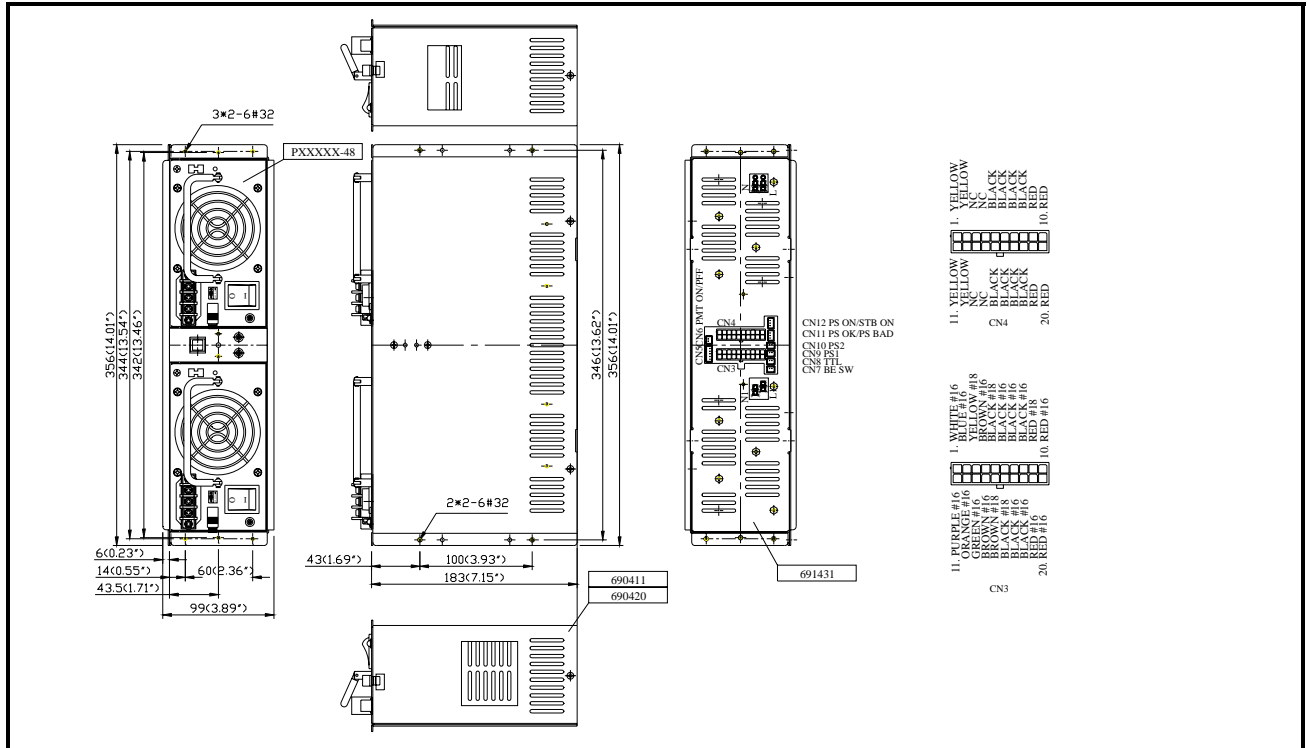 3*2-6#32
PXXXXX-48
356(14.01")
344(13.54")
342(13.46")
6(0.23")
14(0.55")
60(2.36")
43.5(1.71")
99(3.89")
2*2-6#32
43(1.69")
100(3.93")
183(7.15")
346(13.62")
356(14.01")
690411
690420
N
L
CN5
CN6 PMT ON/PFF
CN4
CN3
CN12 PS ON/STB ON
CN11 PS OK/PS BAD
CN10 PS2
CN9 PS1
CN8 TTL
CN7 BE SW
L
691431
1. YELLOW
YELLOW
NC
NC
BLACK
BLACK
BLACK
BLACK
RED
10. RED
11. YELLOW
YELLOW
NC
NC
BLACK
BLACK
BLACK
BLACK
RED
20. RED
CN4
1. WHITE #16
BLUE #16
YELLOW #18
BROWN #16
BLACK #18
BLACK #16
BLACK #16
BLACK #16
RED #18
10. RED #16
11. PURPLE #16
ORANGE #16
GREEN #16
BROWN #16
BROWN #18
BLACK #18
BLACK #16
BLACK #16
RED #18
20. RED #16
CN3